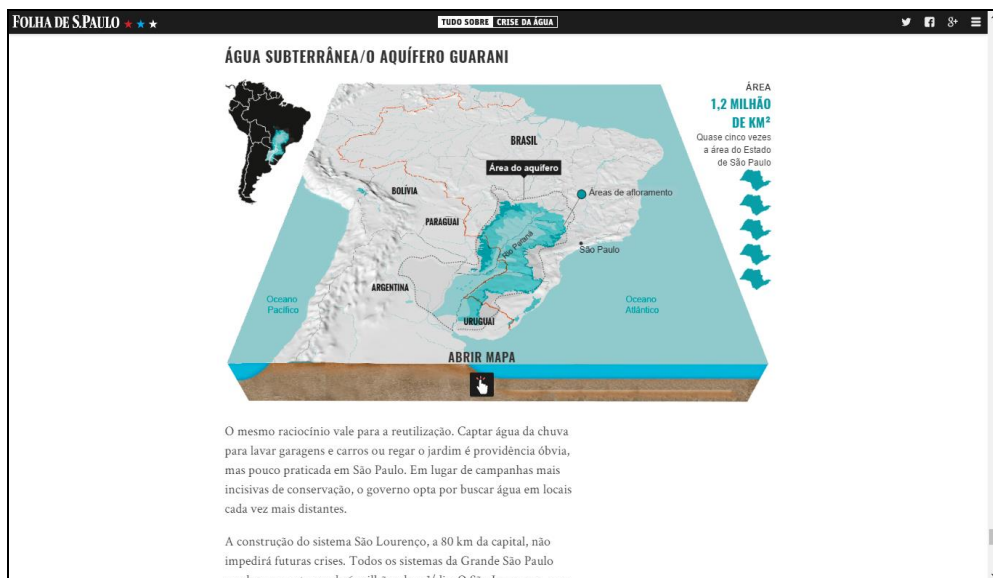 FOLHA DE S.PAULO
TUDO SOBRE CRISE DA ÁGUA
ÁGUA SUBTERRÂNEA/O AQUÍFERO GUARANI
ÁREA
1,2 MILHÃO
DE KM²
Quase cinco vezes
a área do Estado
de São Paulo
BRASIL
Área do aquífero
BOLÍVIA
Áreas de afloramento
PARAGUAI
Rio Paraná
São Paulo
ARGENTINA
Oceano
Pacífico
Oceano
Atlântico
URUGUAI
ABRIR MAPA
O mesmo raciocínio vale para a reutilização. Captar água da chuva
para lavar garagens e carros ou regar o jardim é providência óbvia,
mas pouco praticada em São Paulo. Em lugar de campanhas mais
incisivas de conservação, o governo opta por buscar água em locais
cada vez mais distantes.
A construção do sistema São Lourenço, a 80 km da capital, não
impedirá futuras crises. Todos os sistemas da Grande São Paulo